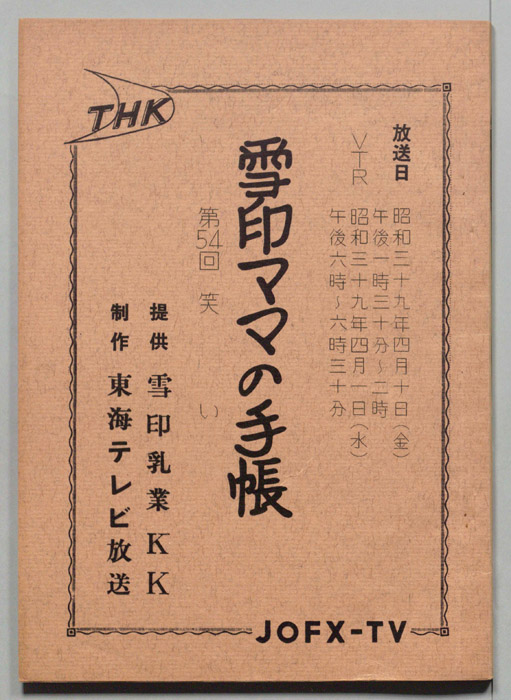 THK
放送日 昭和三十九年四月十日(金)
午後一時三十分〜二時
VTR 昭和三十九年四月一日(水)
午後六時〜六時三十分
雪印ママの手帳
第54回 笑い
提供 雪印乳業KK
制作 東海テレビ放送
JOFX-TV